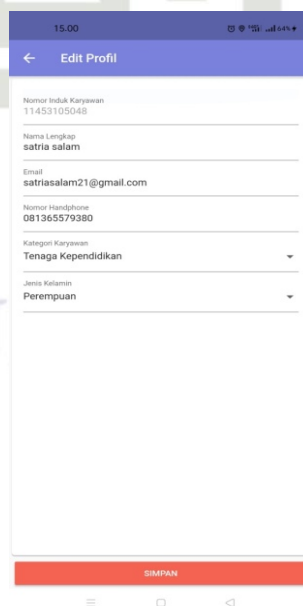 15.00
64%
Edit Profil
Nomor Induk Karyawan
11453105048
Nama Lengkap
satria salam
Email
satriasalam21@gmail.com
Nomor Handphone
081365579380
Kategori Karyawan
Tenaga Kependidikan
Jenis Kelamin
Perempuan
SIMPAN